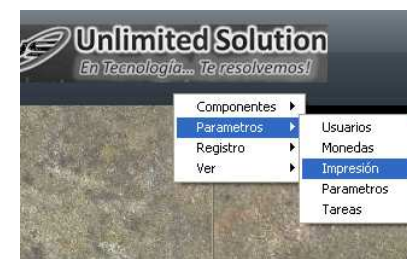 Unlimited Solution
En Tecnología... Te resolvemos!
Componentes
Parametros
Registro
Ver
Usuarios
Monedas
Impresión
Parametros
Tareas